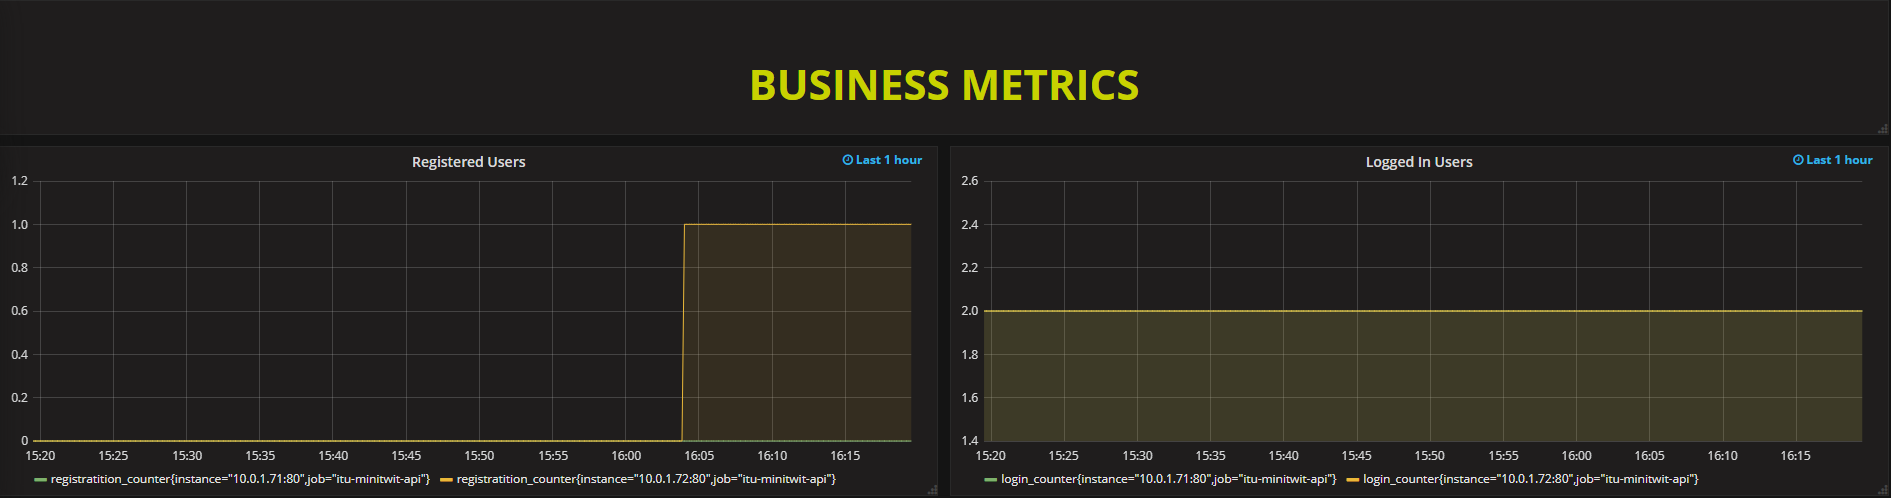 BUSINESS METRICS
Registered Users
Last 1 hour
1.2
1.0
0.8
0.6
0.4
0.2
0
15:20 15:25 15:30 15:35 15:40 15:45 15:50 15:55 16:00 16:05 16:10 16:15
registratition_counter{instance="10.0.1.71:80",job="itu-minitwit-api"} registratition_counter{instance="10.0.1.72:80",job="itu-minitwit-api"}
Logged In Users
Last 1 hour
2.6
2.4
2.2
2.0
1.8
1.6
1.4
15:20 15:25 15:30 15:35 15:40 15:45 15:50 15:55 16:00 16:05 16:10 16:15
login_counter{instance="10.0.1.71:80",job="itu-minitwit-api"} login_counter{instance="10.0.1.72:80",job="itu-minitwit-api"}